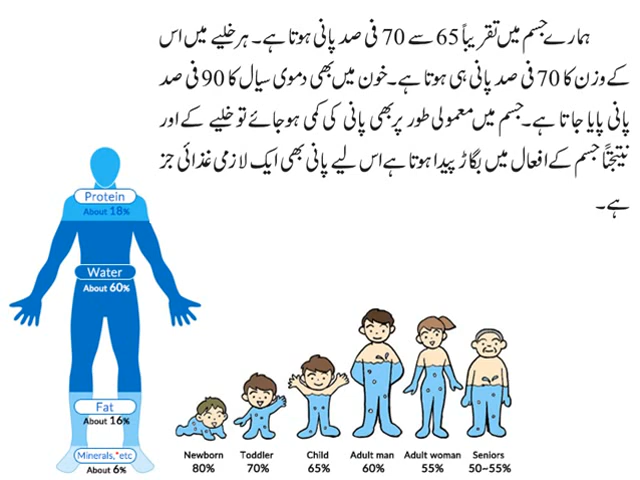 ہمارے جسم میں تقریباً 65 سے 70 فی صد پانی ہوتا ہے۔ ہر خلیے میں اس
کے وزن کا 70 فی صد پانی ہی ہوتا ہے۔ خون میں بھی دموی سیال کا 90 فی صد
پانی پایا جاتا ہے۔ جسم میں معمولی طور پر بھی پانی کی کمی ہو جائے تو خلیے کے اور
نتیجتاً جسم کے افعال میں بگاڑ پیدا ہوتا ہے اس لیے پانی بھی ایک لازمی غذائی جز
ہے۔
Protein
About 18%
Water
About 60%
Fat
About 16%
Minerals,*etc
About 6%
Newborn
80%
Toddler
70%
Child
65%
Adult man
60%
Adult woman
55%
Seniors
50~55%